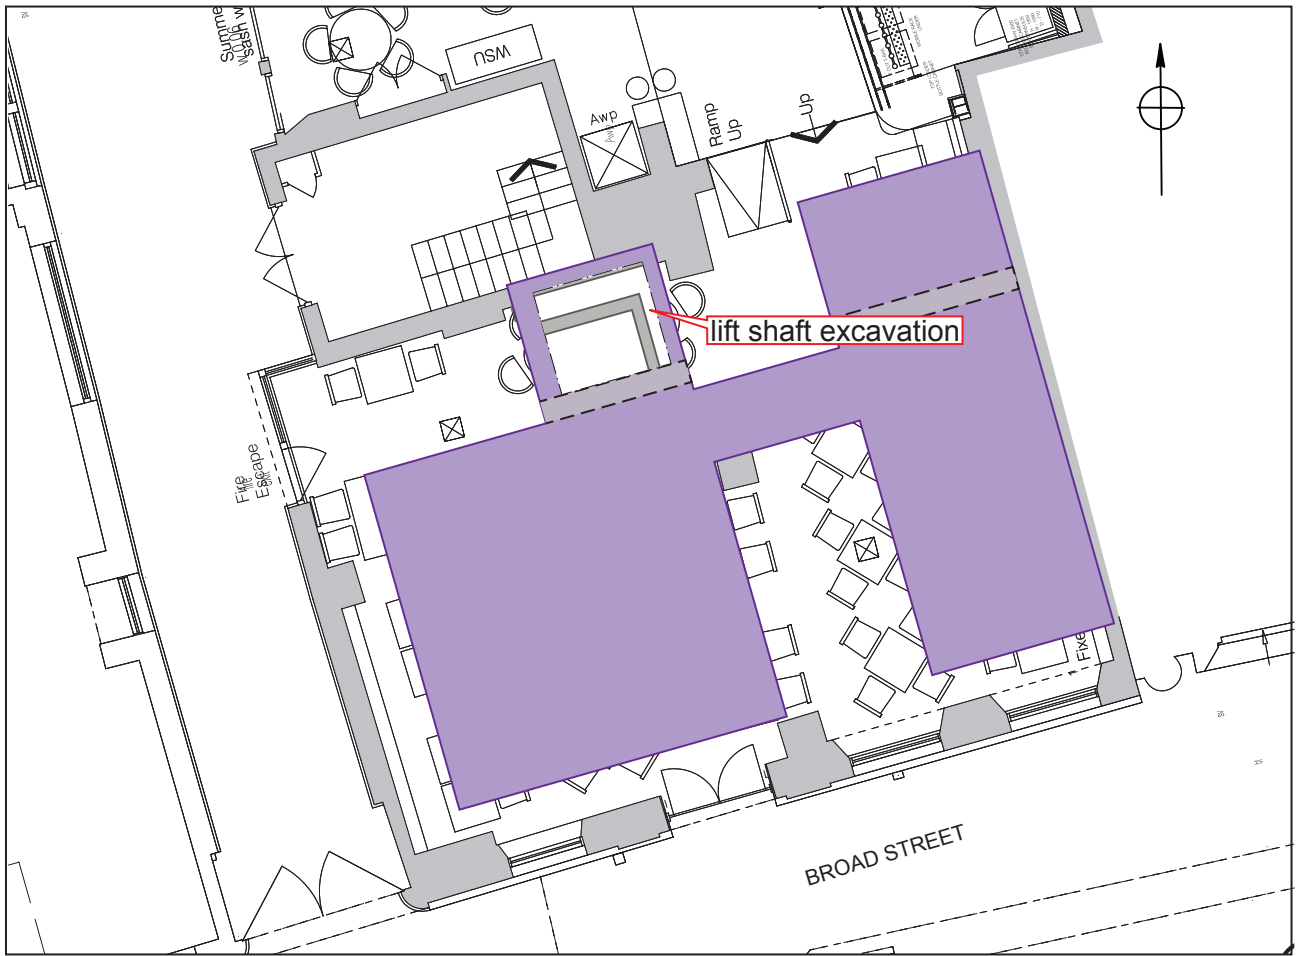 Summe
sash w
WSU
Awp
Ramp
Up
Up
lift shaft excavation
Fire
Escape
Fixe
BROAD STREET